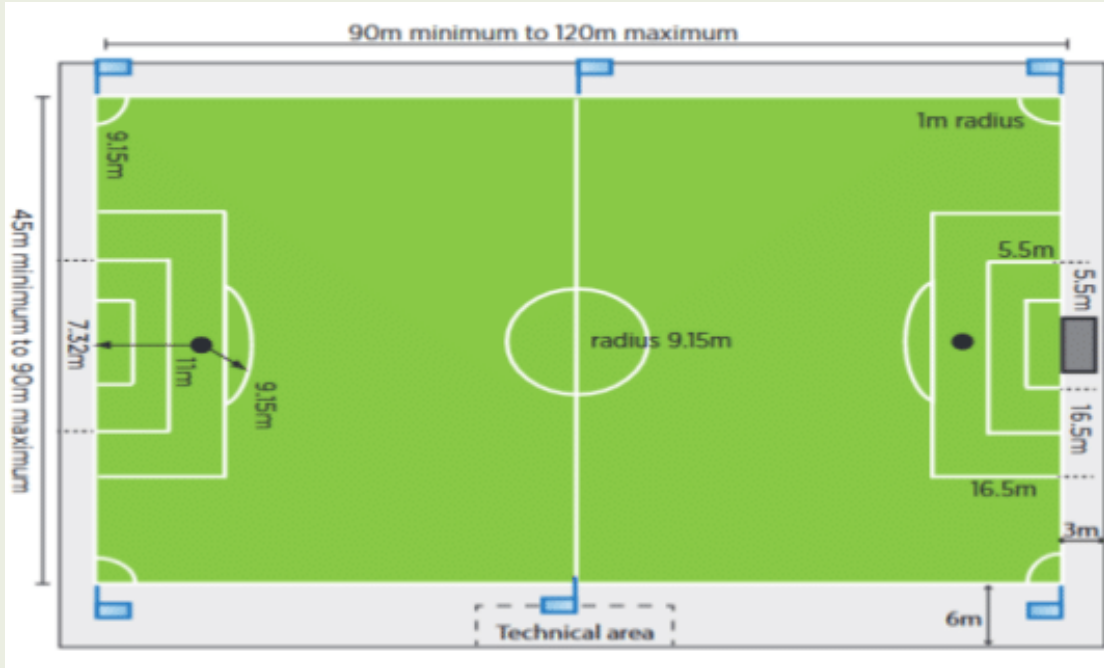 90m minimum to 120m maximum
1m radius
9.15m
45m minimum to 90m maximum
5.5m
5.5m
7.32m
radius 9.15m
11m
9.15m
16.5m
16.5m
3m
6m
Technical area